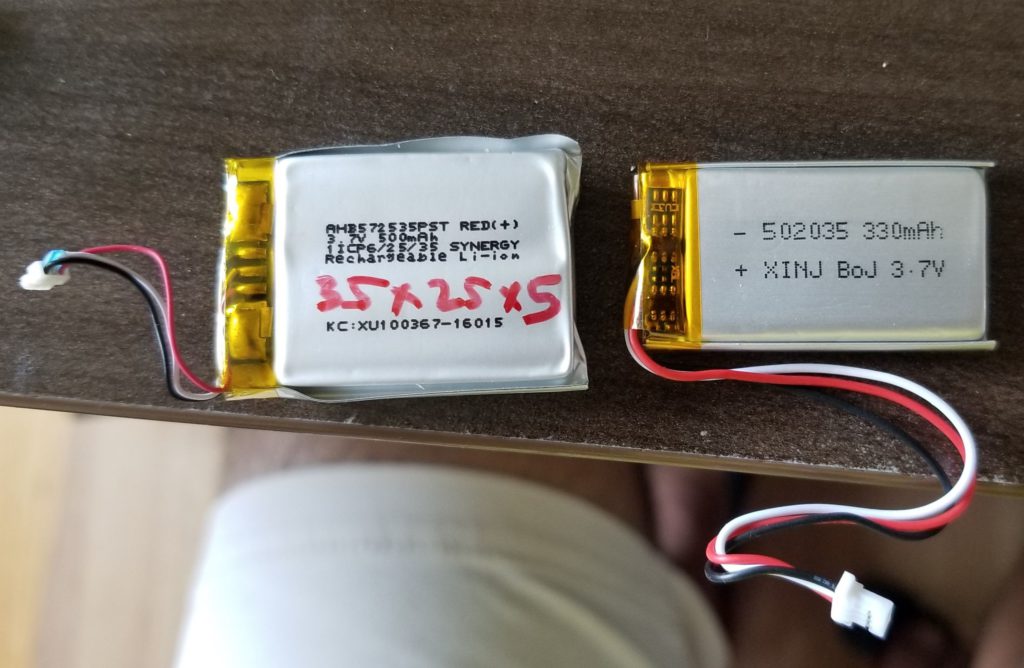 AHB572535PST RED(+)
3.7V 500mAh
1iCP6/25/35 SYNERGY
Rechargeable Li-ion
35x25x5
KC:XU100367-16015
- 502035 330mAh
+ XINJ BoJ 3.7V